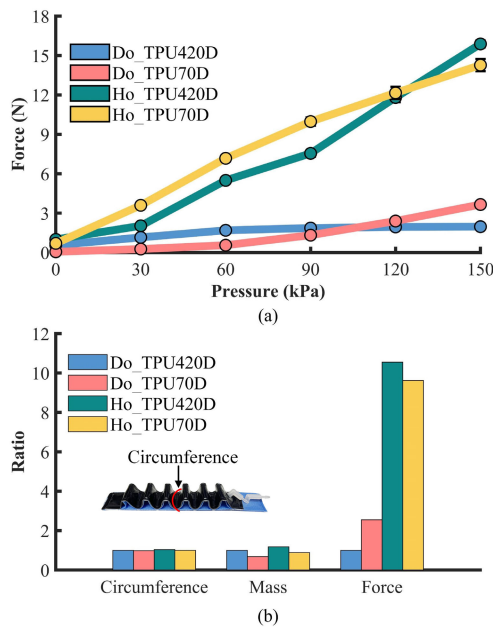 18
15
12
9
6
3
0
Force (N)
Do_TPU420D
Do_TPU70D
Ho_TPU420D
Ho_TPU70D
0 30 60 90 120 150
Pressure (kPa)
(a)
12
10
8
6
4
2
0
Ratio
Do_TPU420D
Do_TPU70D
Ho_TPU420D
Ho_TPU70D
Circumference
Circumference Mass Force
(b)